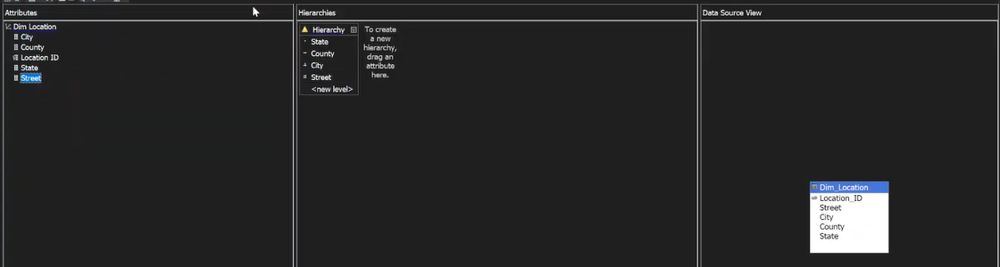 Attributes
Dim Location
City
County
Location ID
State
Street
Hierarchies
Hierarchy
State
County
City
Street
<new level>
To create
a new
hierarchy,
drag an
attribute
here.
Data Source View
Dim_Location
Location_ID
Street
City
County
State